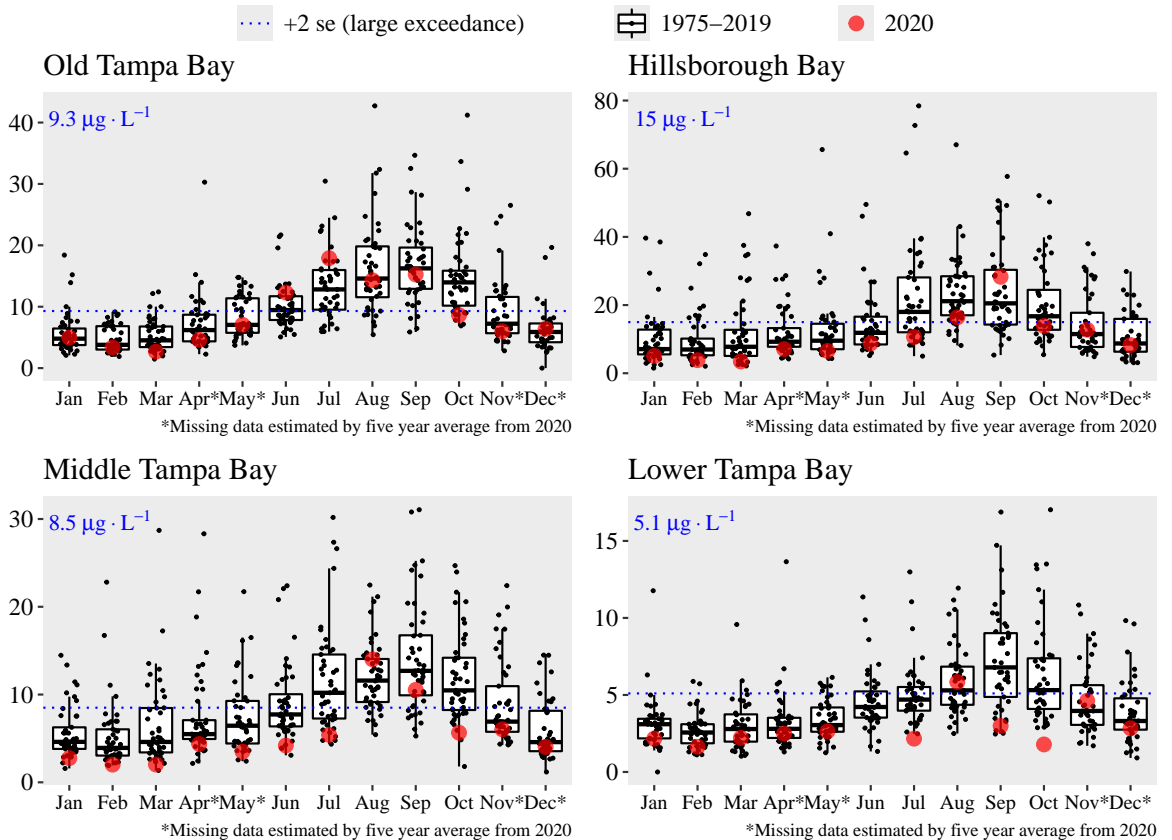 +2 se (large exceedance) 1975–2019 2020
Old Tampa Bay
9.3 μg · L⁻¹
40
30
20
10
0
Jan Feb Mar Apr* May* Jun Jul Aug Sep Oct Nov* Dec*
*Missing data estimated by five year average from 2020
Hillsborough Bay
15 μg · L⁻¹
80
60
40
20
0
Jan Feb Mar Apr* May* Jun Jul Aug Sep Oct Nov* Dec*
*Missing data estimated by five year average from 2020
Middle Tampa Bay
8.5 μg · L⁻¹
30
20
10
0
Jan Feb Mar Apr* May* Jun Jul Aug Sep Oct Nov* Dec*
*Missing data estimated by five year average from 2020
Lower Tampa Bay
5.1 μg · L⁻¹
15
10
5
0
Jan Feb Mar Apr* May* Jun Jul Aug Sep Oct Nov* Dec*
*Missing data estimated by five year average from 2020